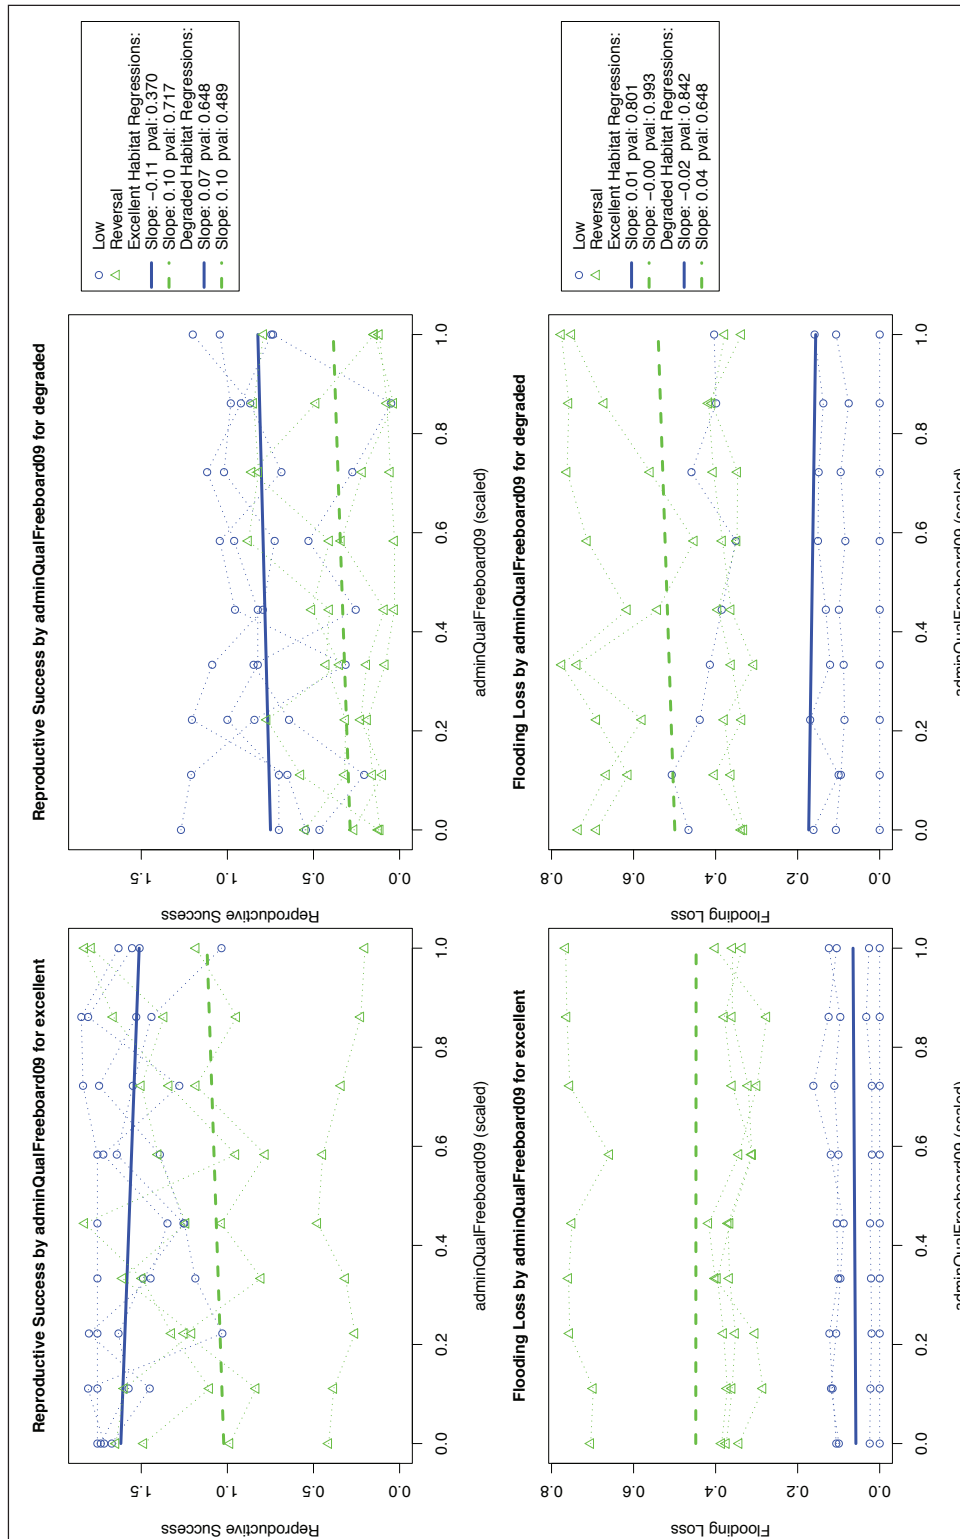 Reproductive Success by adminQualFreeboard09 for excellent
Reproductive Success
0.0 0.5 1.0 1.5
0.0 0.2 0.4 0.6 0.8 1.0
adminQualFreeboard09 (scaled)
Reproductive Success by adminQualFreeboard09 for degraded
Reproductive Success
0.0 0.5 1.0 1.5
0.0 0.2 0.4 0.6 0.8 1.0
adminQualFreeboard09 (scaled)
Low
Reversal
Excellent Habitat Regressions:
Slope: −0.11 pval: 0.370
Slope: 0.10 pval: 0.717
Degraded Habitat Regressions:
Slope: 0.07 pval: 0.648
Slope: 0.10 pval: 0.489
Flooding Loss by adminQualFreeboard09 for excellent
Flooding Loss
0.0 0.2 0.4 0.6 0.8
0.0 0.2 0.4 0.6 0.8 1.0
adminQualFreeboard09 (scaled)
Flooding Loss by adminQualFreeboard09 for degraded
Flooding Loss
0.0 0.2 0.4 0.6 0.8
0.0 0.2 0.4 0.6 0.8 1.0
adminQualFreeboard09 (scaled)
Low
Reversal
Excellent Habitat Regressions:
Slope: 0.01 pval: 0.801
Slope: −0.00 pval: 0.993
Degraded Habitat Regressions:
Slope: −0.02 pval: 0.842
Slope: 0.04 pval: 0.648